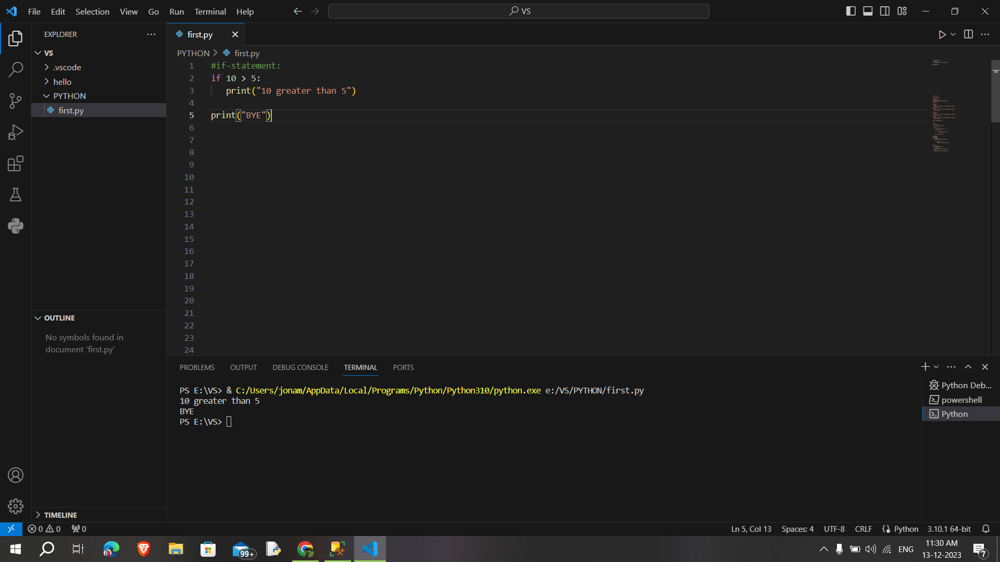 File Edit Selection View Go Run Terminal Help
VS
EXPLORER
VS
.vscode
hello
PYTHON
first.py
OUTLINE
No symbols found in
document 'first.py'
TIMELINE
first.py
PYTHON > first.py
1 #if-statement:
2 if 10 > 5:
3 print("10 greater than 5")
4
5 print("BYE")
6
7
8
9
10
11
12
13
14
15
16
17
18
19
20
21
22
23
24
PROBLEMS OUTPUT DEBUG CONSOLE TERMINAL PORTS
PS E:\VS> & C:/Users/jonam/AppData/Local/Programs/Python/Python310/python.exe e:/VS/PYTHON/first.py
10 greater than 5
BYE
PS E:\VS>
Python Deb...
powershell
Python
0 0 0
Ln 5, Col 13 Spaces: 4 UTF-8 CRLF Python 3.10.1 64-bit
99+
ENG
11:30 AM
13-12-2023
7